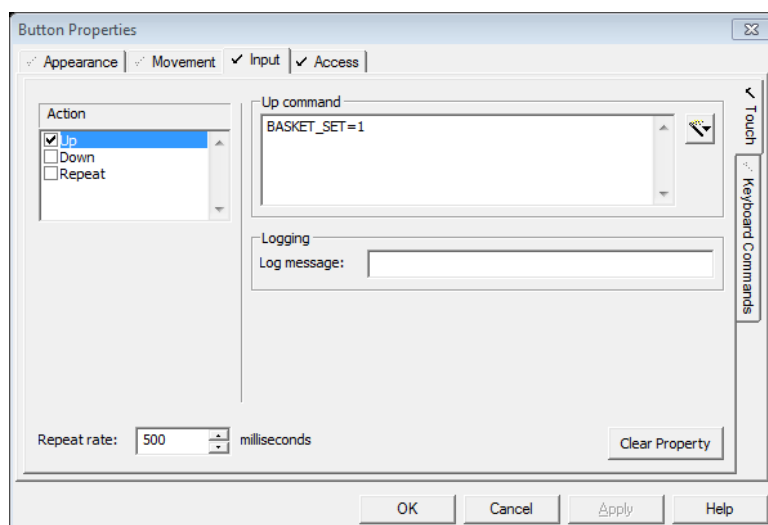 Button Properties
Appearance
Movement
Input
Access
Action
Up
Down
Repeat
Up command
BASKET_SET=1
Logging
Log message:
Touch
Keyboard Commands
Repeat rate: 500 milliseconds
Clear Property
OK Cancel Apply Help